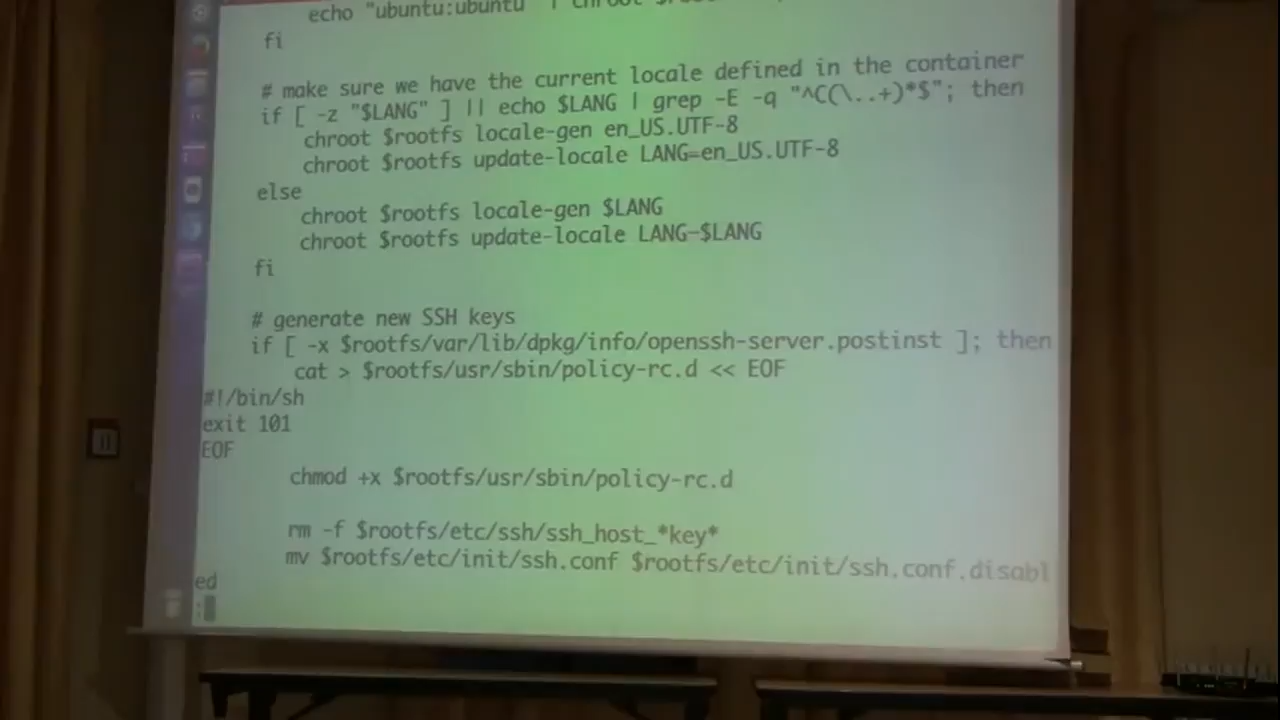 echo "ubuntu:ubuntu" | chroot
fi
# make sure we have the current locale defined in the container
if [ -z "$LANG" ] || echo $LANG | grep -E -q "^C(\..+)*$"; then
chroot $rootfs locale-gen en_US.UTF-8
chroot $rootfs update-locale LANG=en_US.UTF-8
else
chroot $rootfs locale-gen $LANG
chroot $rootfs update-locale LANG=$LANG
fi
# generate new SSH keys
if [ -x $rootfs/var/lib/dpkg/info/openssh-server.postinst ]; then
cat > $rootfs/usr/sbin/policy-rc.d << EOF
#!/bin/sh
exit 101
EOF
chmod +x $rootfs/usr/sbin/policy-rc.d
rm -f $rootfs/etc/ssh/ssh_host_*key*
mv $rootfs/etc/init/ssh.conf $rootfs/etc/init/ssh.conf.disabl
ed
: